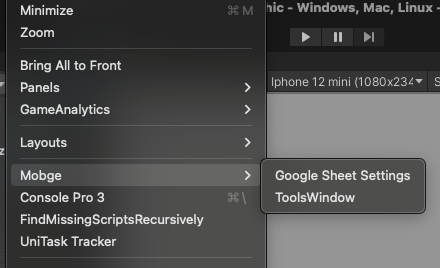 Minimize ⌘ M
Zoom
Bring All to Front
Panels
GameAnalytics
Layouts
Mobge
Console Pro 3 ⌘ \
FindMissingScriptsRecursively
UniTask Tracker
Google Sheet Settings
ToolsWindow
hic - Windows, Mac, Linux -
Iphone 12 mini (1080x234
S
z